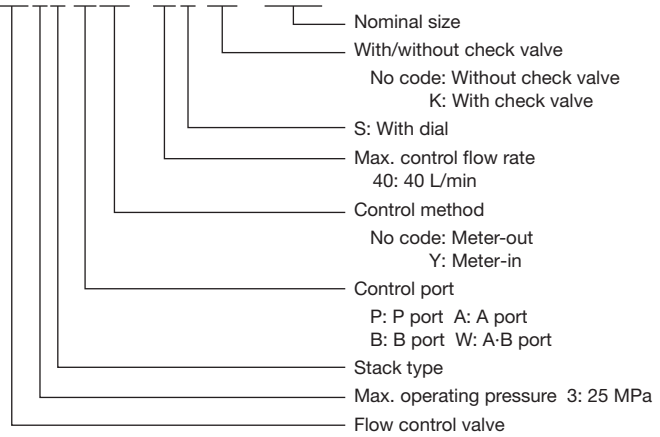 Nominal size
With/without check valve
No code: Without check valve
K: With check valve
S: With dial
Max. control flow rate
40: 40 L/min
Control method
No code: Meter-out
Y: Meter-in
Control port
P: P port A: A port
B: B port W: A·B port
Stack type
Max. operating pressure 3: 25 MPa
Flow control valve